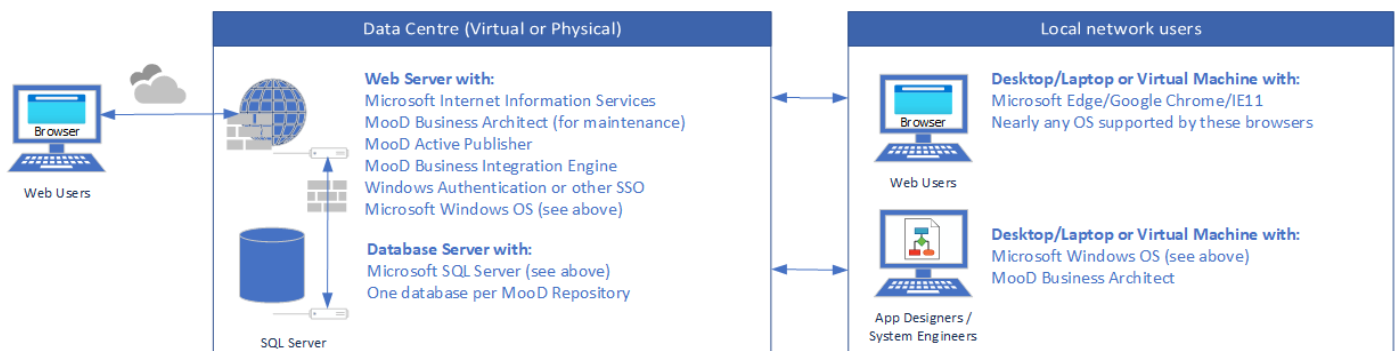 Data Centre (Virtual or Physical)
Local network users
Browser
Web Users
Web Server with:
Microsoft Internet Information Services
MooD Business Architect (for maintenance)
MooD Active Publisher
MooD Business Integration Engine
Windows Authentication or other SSO
Microsoft Windows OS (see above)
Database Server with:
Microsoft SQL Server (see above)
One database per MooD Repository
SQL Server
Browser
Web Users
Desktop/Laptop or Virtual Machine with:
Microsoft Edge/Google Chrome/IE11
Nearly any OS supported by these browsers
App Designers /
System Engineers
Desktop/Laptop or Virtual Machine with:
Microsoft Windows OS (see above)
MooD Business Architect